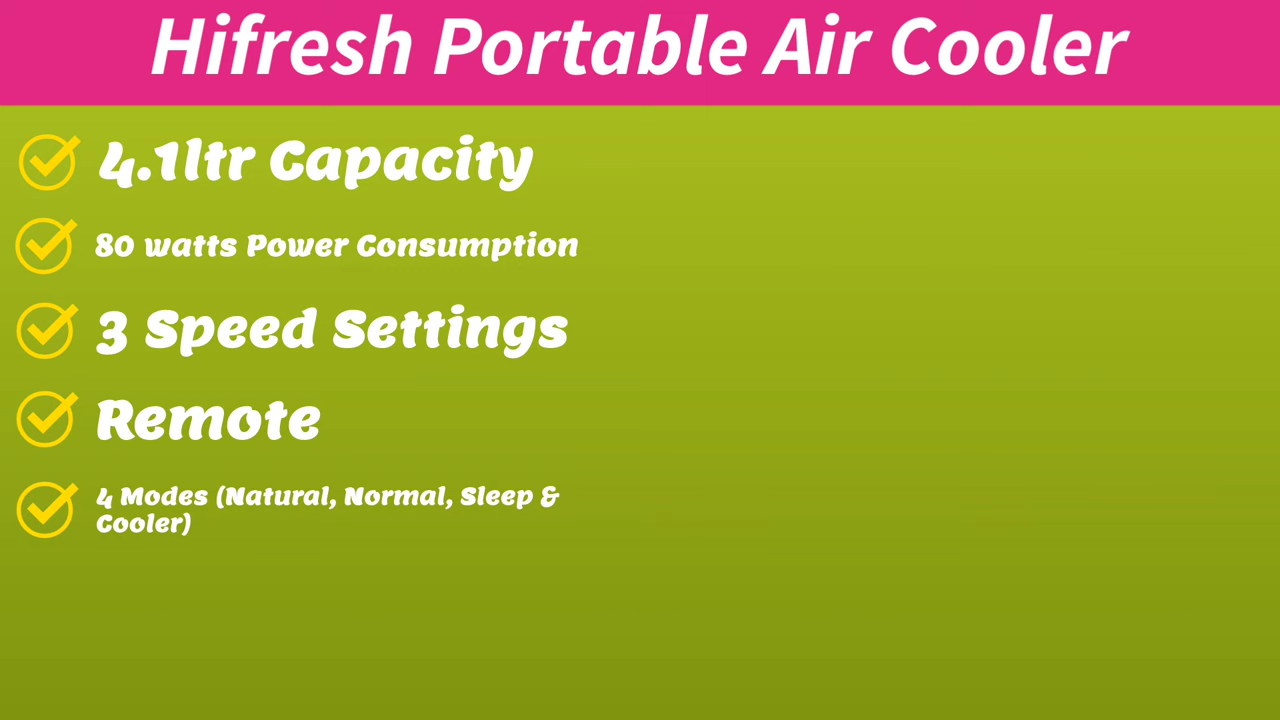 Hifresh Portable Air Cooler
4.1ltr Capacity
80 watts Power Consumption
3 Speed Settings
Remote
4 Modes (Natural, Normal, Sleep &
Cooler)